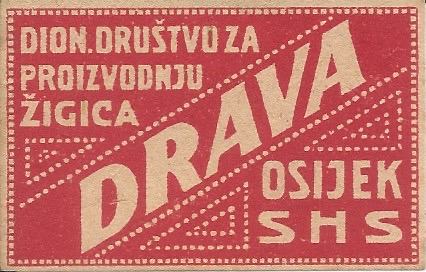 DION. DRUŠTVO ZA
PROIZVODNJU
ŽIGICA
DRAVA
OSIJEK
SHS